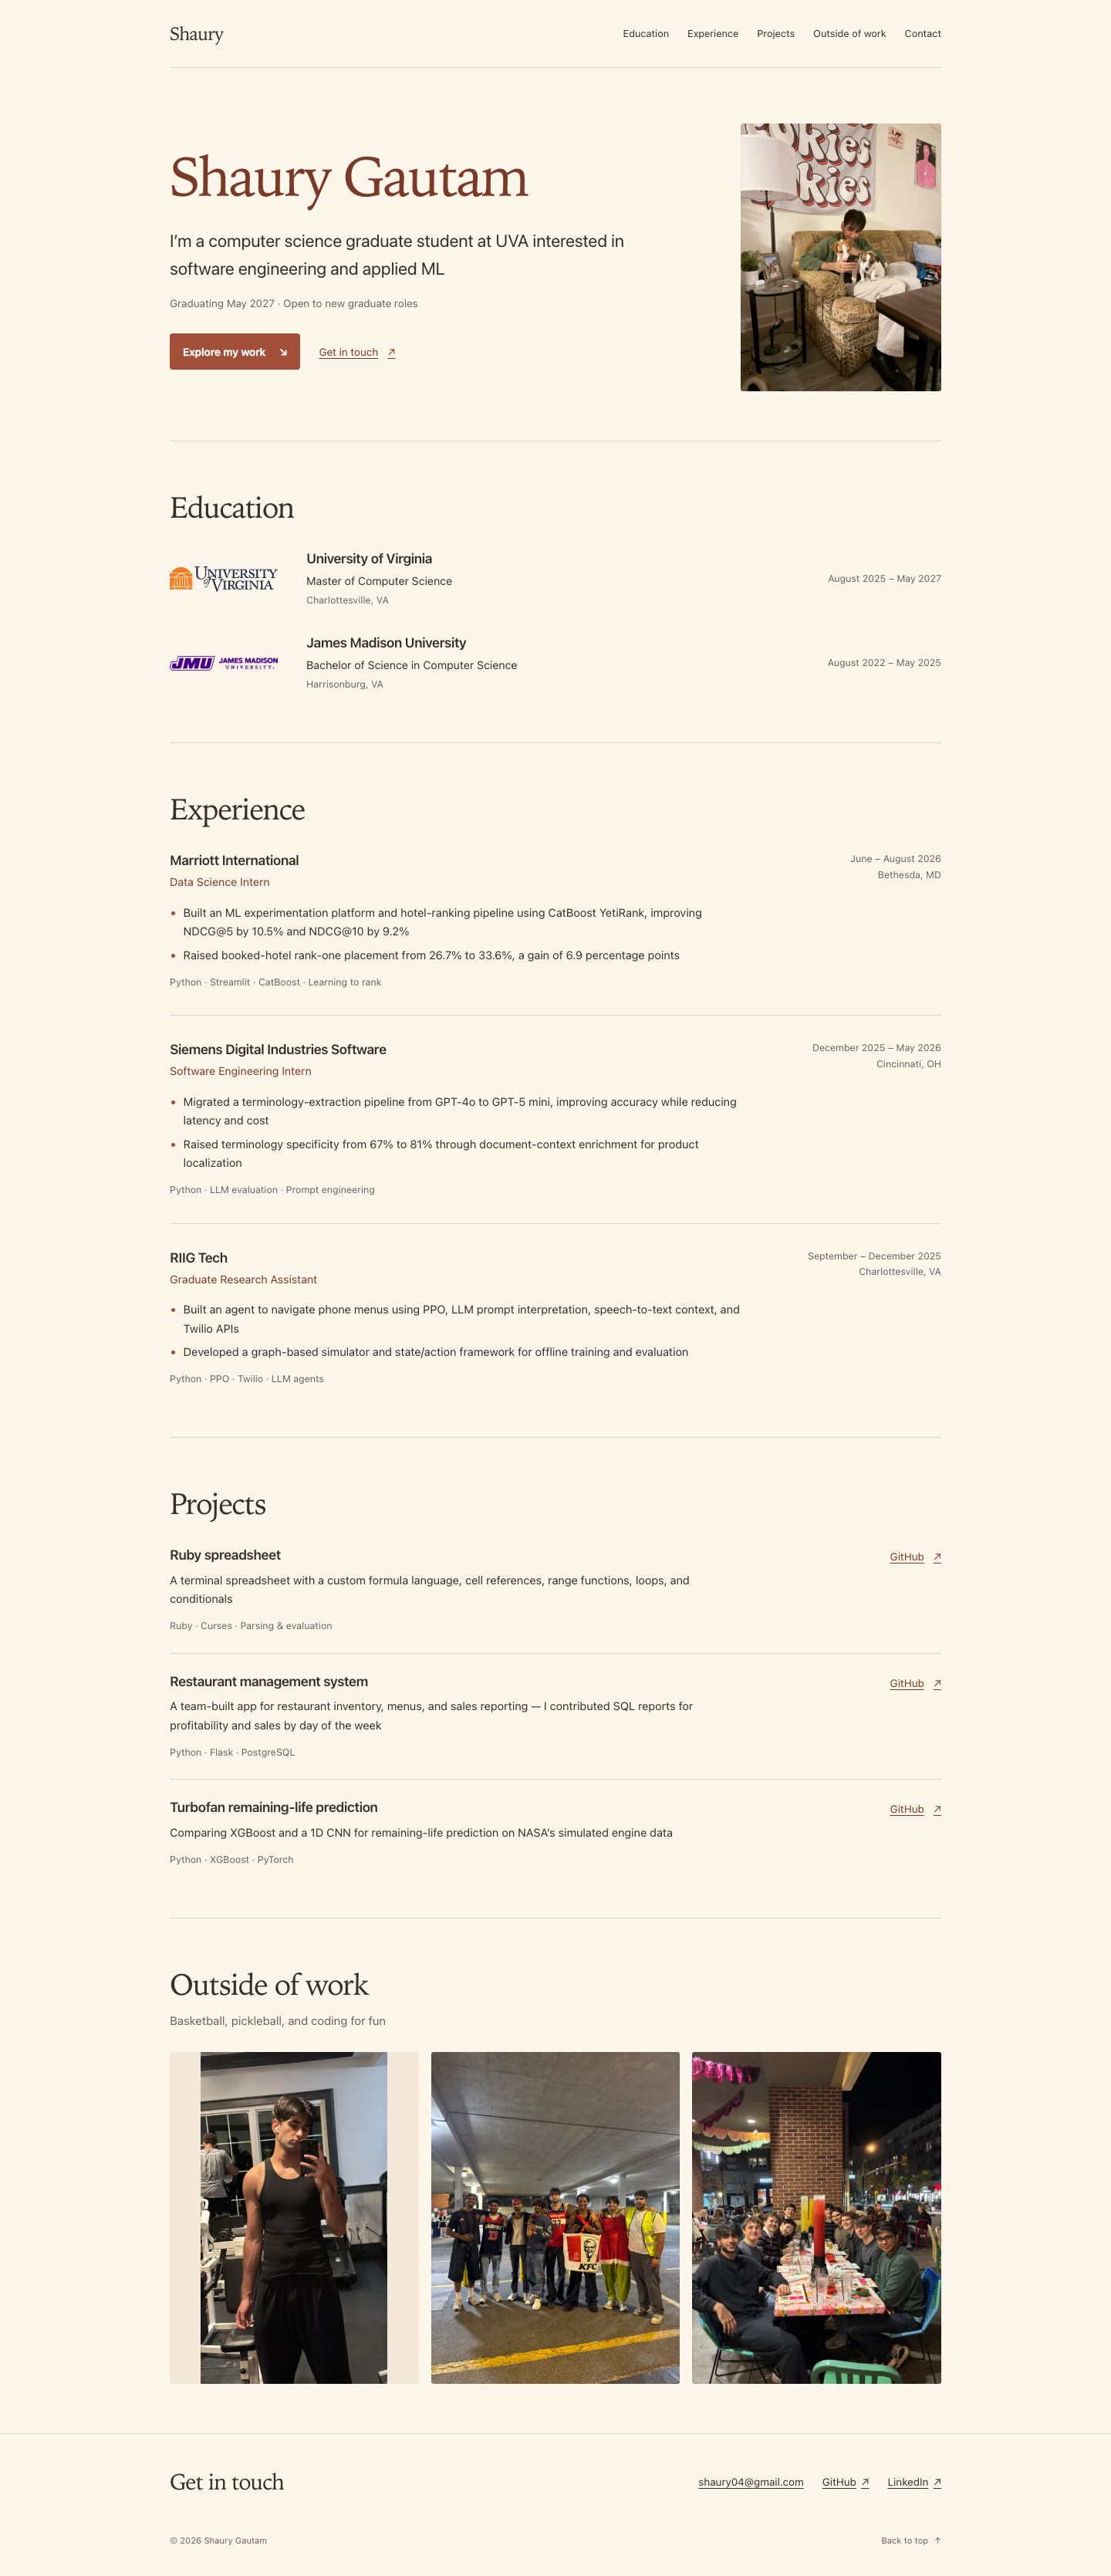 Shaury
Education Experience Projects Outside of work Contact
okies
kies
Shaury Gautam
I’m a computer science graduate student at UVA interested in
software engineering and applied ML
Graduating May 2027 · Open to new graduate roles
Explore my work ↘ Get in touch ↗
Education
UNIVERSITY of VIRGINIA
University of Virginia
Master of Computer Science
Charlottesville, VA
August 2025 – May 2027
JMU JAMES MADISON UNIVERSITY.
James Madison University
Bachelor of Science in Computer Science
Harrisonburg, VA
August 2022 – May 2025
Experience
Marriott International
Data Science Intern
June – August 2026
Bethesda, MD
• Built an ML experimentation platform and hotel-ranking pipeline using CatBoost YetiRank, improving
NDCG@5 by 10.5% and NDCG@10 by 9.2%
• Raised booked-hotel rank-one placement from 26.7% to 33.6%, a gain of 6.9 percentage points
Python · Streamlit · CatBoost · Learning to rank
Siemens Digital Industries Software
Software Engineering Intern
December 2025 – May 2026
Cincinnati, OH
• Migrated a terminology-extraction pipeline from GPT-4o to GPT-5 mini, improving accuracy while reducing
latency and cost
• Raised terminology specificity from 67% to 81% through document-context enrichment for product
localization
Python · LLM evaluation · Prompt engineering
RIIG Tech
Graduate Research Assistant
September – December 2025
Charlottesville, VA
• Built an agent to navigate phone menus using PPO, LLM prompt interpretation, speech-to-text context, and
Twilio APIs
• Developed a graph-based simulator and state/action framework for offline training and evaluation
Python · PPO · Twilio · LLM agents
Projects
Ruby spreadsheet
GitHub ↗
A terminal spreadsheet with a custom formula language, cell references, range functions, loops, and
conditionals
Ruby · Curses · Parsing & evaluation
Restaurant management system
GitHub ↗
A team-built app for restaurant inventory, menus, and sales reporting — I contributed SQL reports for
profitability and sales by day of the week
Python · Flask · PostgreSQL
Turbofan remaining-life prediction
GitHub ↗
Comparing XGBoost and a 1D CNN for remaining-life prediction on NASA’s simulated engine data
Python · XGBoost · PyTorch
Outside of work
Basketball, pickleball, and coding for fun
KFC
Get in touch
shaury04@gmail.com GitHub ↗ LinkedIn ↗
© 2026 Shaury Gautam
Back to top ↑